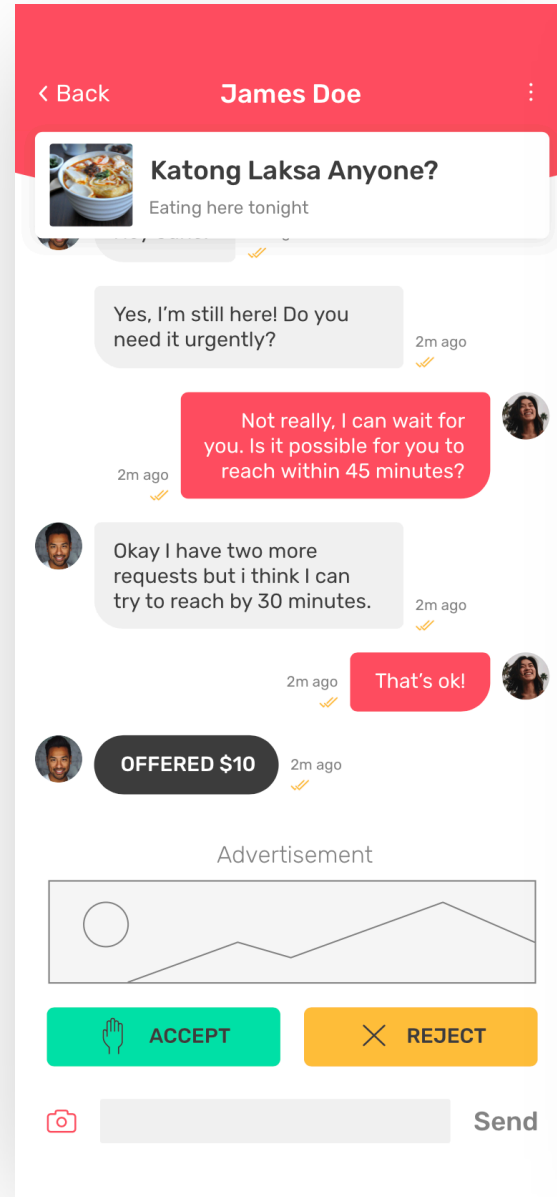 Back
James Doe
Katong Laksa Anyone?
Eating here tonight
Yes, I’m still here! Do you
need it urgently?
2m ago
Not really, I can wait for
you. Is it possible for you to
reach within 45 minutes?
2m ago
Okay I have two more
requests but i think I can
try to reach by 30 minutes.
2m ago
That’s ok!
2m ago
OFFERED $10
2m ago
Advertisement
ACCEPT
REJECT
Send